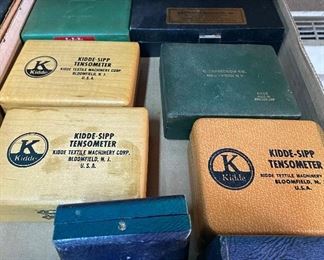 K
Kidde
KIDDE-SIPP
TENSOMETER
KIDDE TEXTILE MACHINERY CORP.
BLOOMFIELD, N. J.
U. S. A.
K
Kidde
KIDDE-SIPP
TENSOMETER
KIDDE TEXTILE MACHINERY CORP.
BLOOMFIELD, N. J.
U. S. A.
K
Kidde
KIDDE-SIPP
TENSOMETER
KIDDE TEXTILE MACHINERY CORP.
BLOOMFIELD, N. J.
U. S. A.